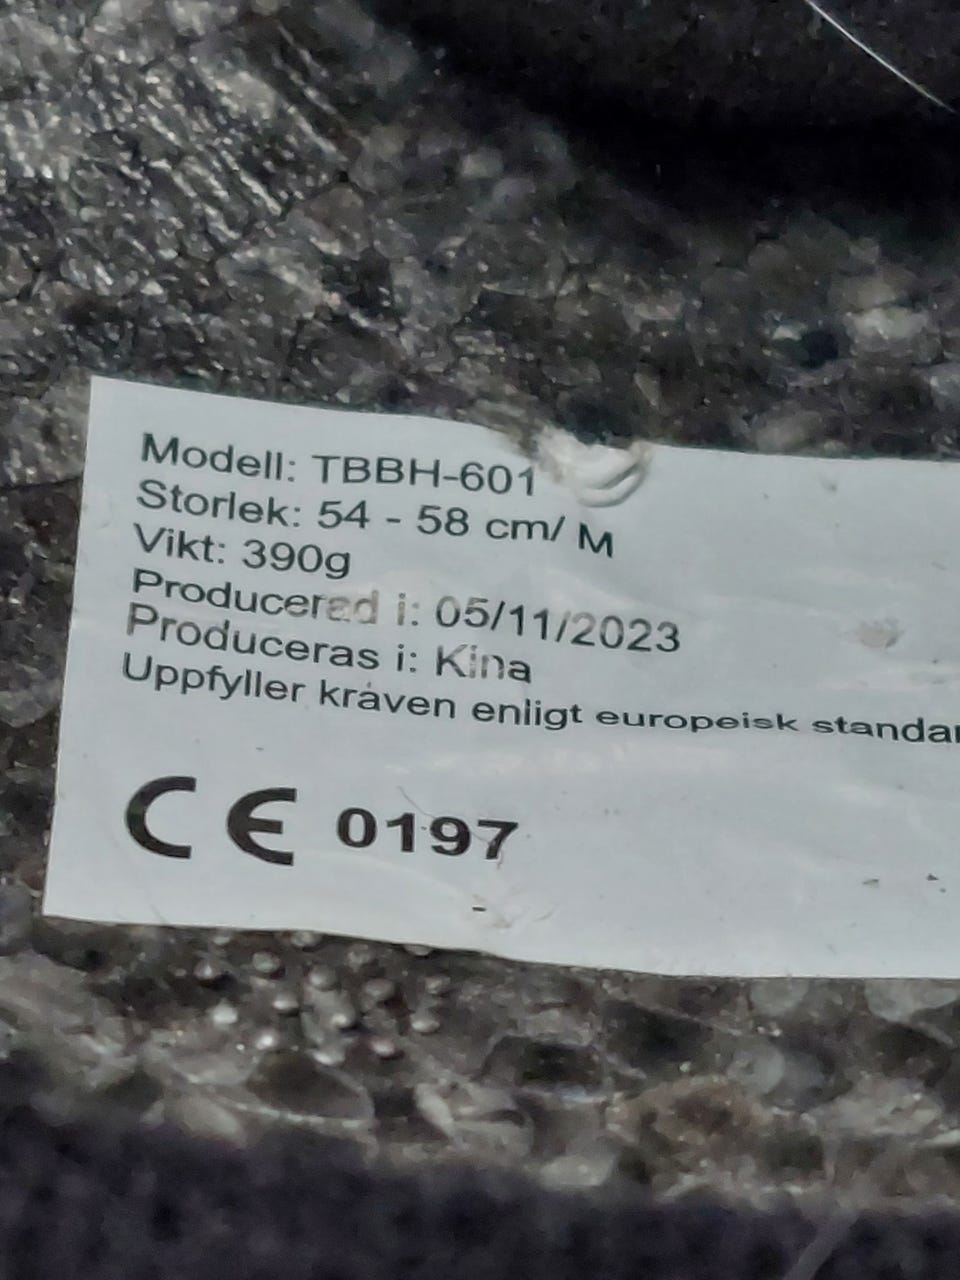 Modell: TBBH-601
Storlek: 54 - 58 cm/ M
Vikt: 390g
Producerad i: 05/11/2023
Produceras i: Kina
Uppfyller kraven enligt europeisk
CE 0197